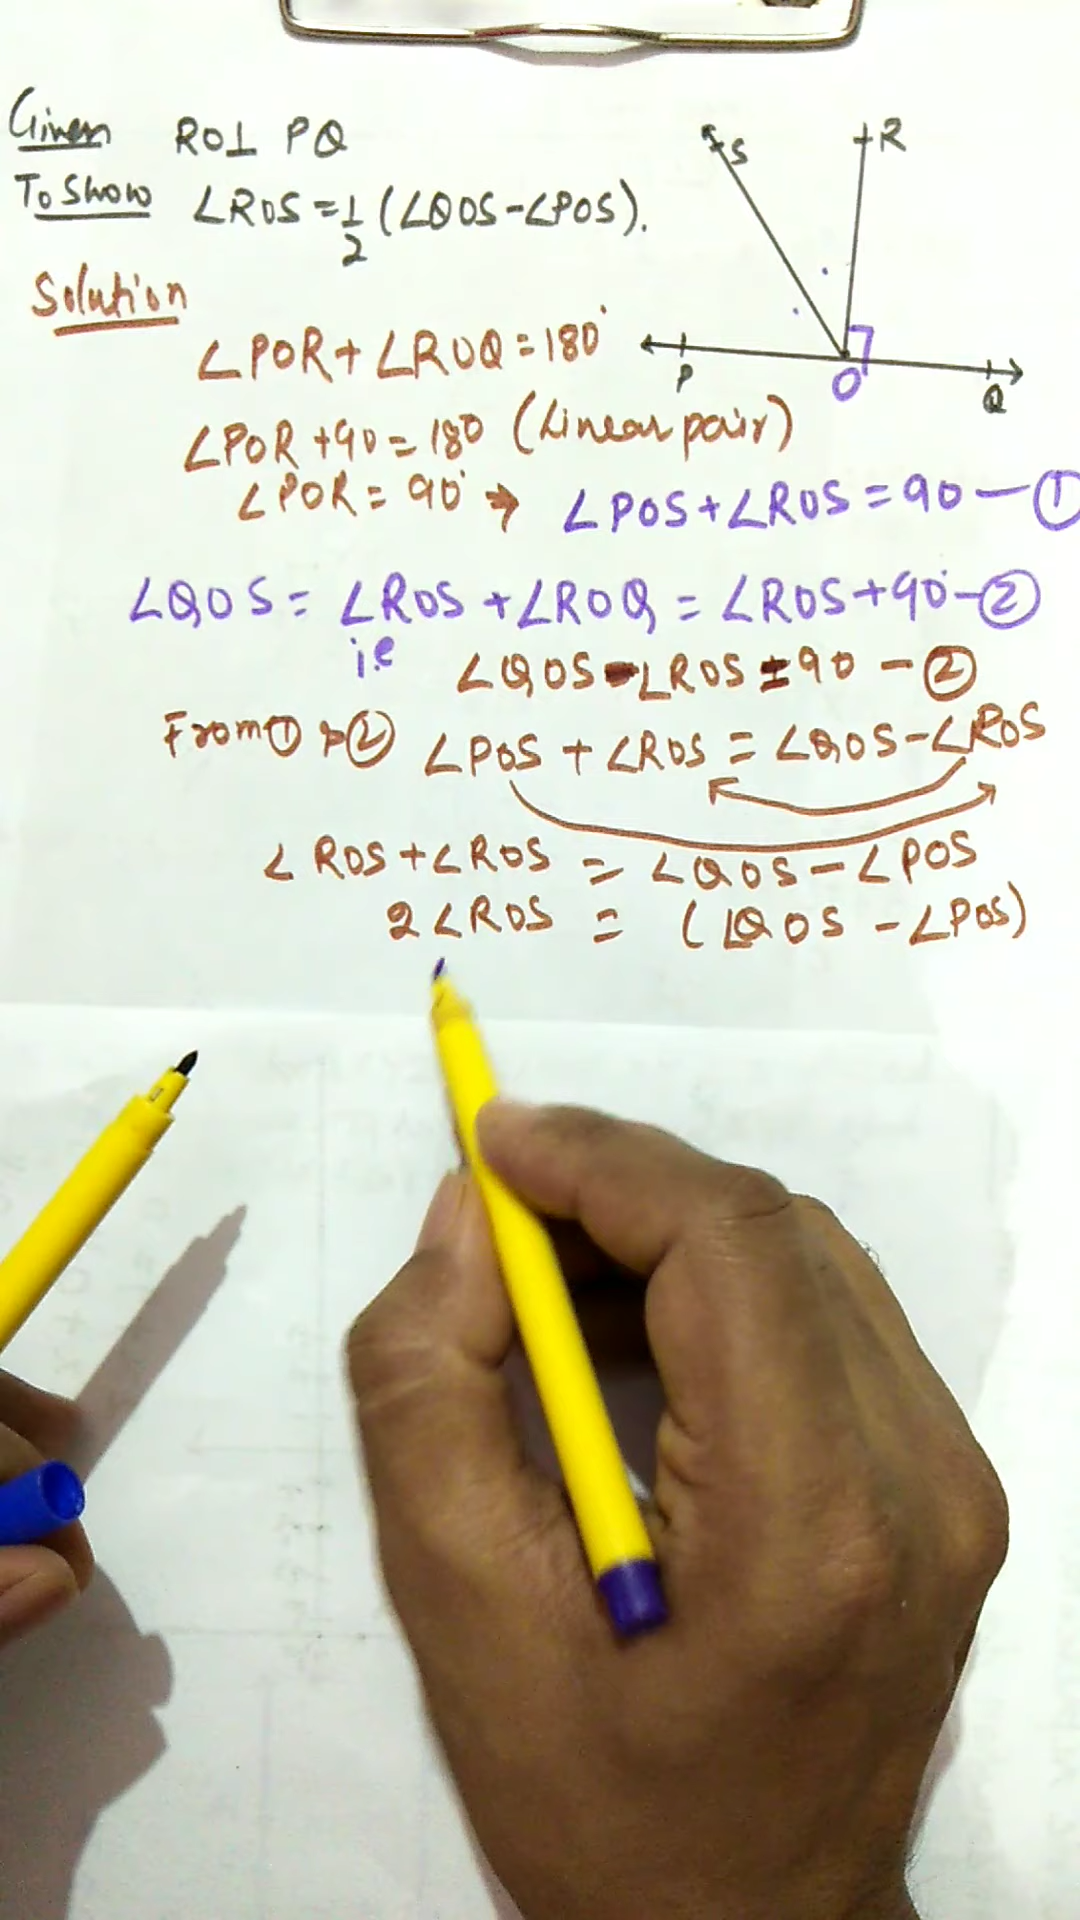 Given RO⊥ PQ
To Show ∠ROS = 1/2 (∠QOS - ∠POS).
S
R
P
O
Q
Solution
∠POR + ∠ROQ = 180°
∠POR + 90 = 180 (Linear pair)
∠POR = 90° → ∠POS + ∠ROS = 90 — ①
∠QOS = ∠ROS + ∠ROQ = ∠ROS + 90° - ②
i.e
∠QOS - ∠ROS = 90 - ②
From ① & ② ∠POS + ∠ROS = ∠QOS - ∠ROS
∠ROS + ∠ROS = ∠QOS - ∠POS
2∠ROS = (∠QOS - ∠POS)